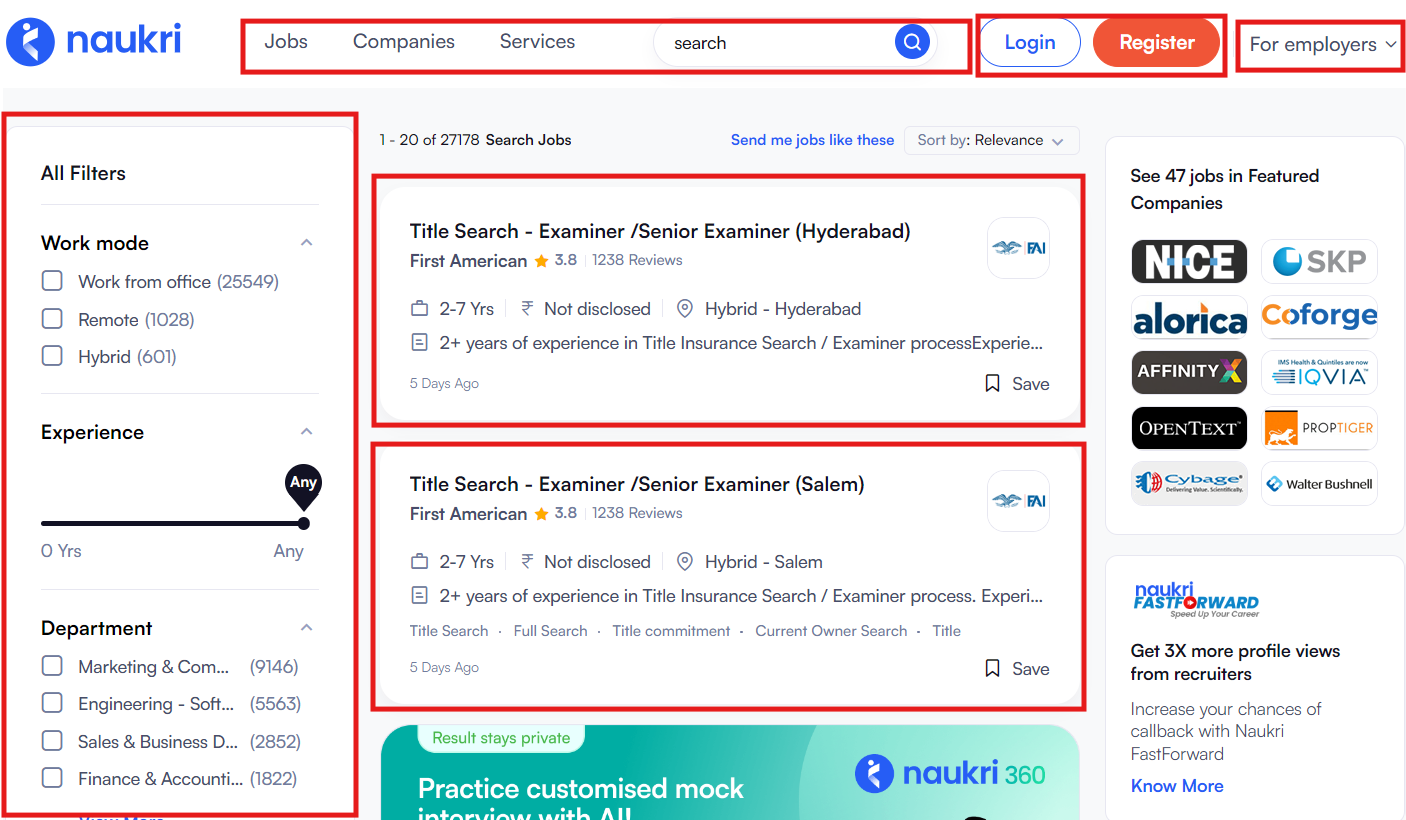 naukri
Jobs Companies Services search Login Register For employers
All Filters
Work mode
Work from office (25549)
Remote (1028)
Hybrid (601)
Experience
Any
0 Yrs Any
Department
Marketing & Com... (9146)
Engineering - Soft... (5563)
Sales & Business D... (2852)
Finance & Accounti... (1822)
View More
1 - 20 of 27178 Search Jobs
Send me jobs like these
Sort by: Relevance
Title Search - Examiner /Senior Examiner (Hyderabad)
First American 3.8 1238 Reviews
FAI
2-7 Yrs ₹ Not disclosed Hybrid - Hyderabad
2+ years of experience in Title Insurance Search / Examiner processExperie...
5 Days Ago Save
Title Search - Examiner /Senior Examiner (Salem)
First American 3.8 1238 Reviews
FAI
2-7 Yrs ₹ Not disclosed Hybrid - Salem
2+ years of experience in Title Insurance Search / Examiner process. Experi...
Title Search · Full Search · Title commitment · Current Owner Search · Title
5 Days Ago Save
Result stays private
Practice customised mock
interview with AI!
naukri 360
See 47 jobs in Featured
Companies
NICE SKP
alorica Coforge
AFFINITY X IMS Health & Quintiles are now
IQVIA™
OPENTEXT™ PROPTIGER
Cybage® Walter Bushnell
Delivering Value. Scientifically.
naukri
FASTFORWARD
Speed Up Your Career
Get 3X more profile views
from recruiters
Increase your chances of
callback with Naukri
FastForward
Know More